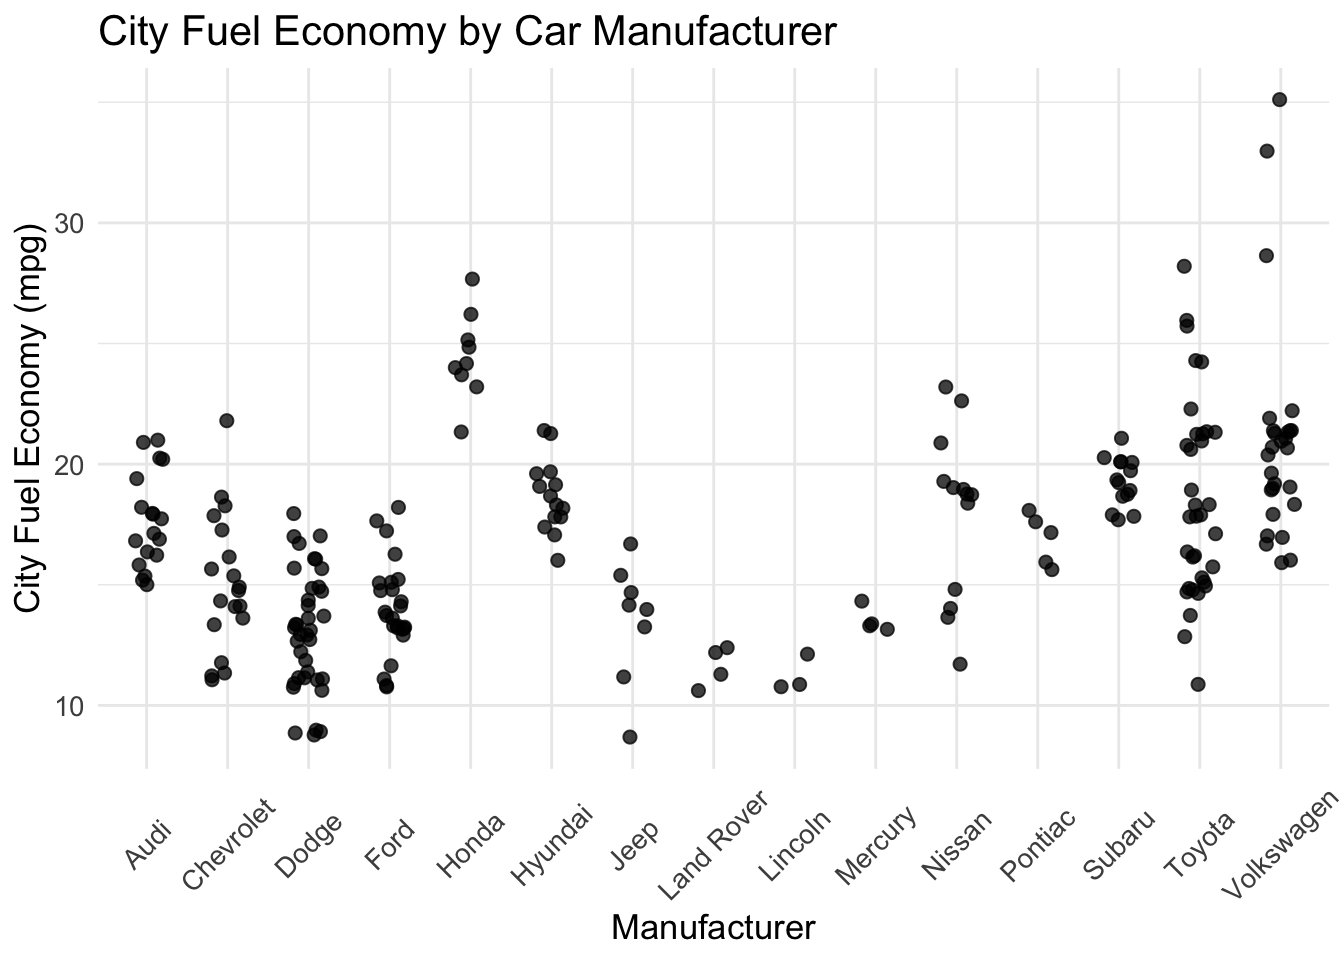 City Fuel Economy by Car Manufacturer
City Fuel Economy (mpg)
30
20
10
Audi
Chevrolet
Dodge
Ford
Honda
Hyundai
Jeep
Land Rover
Lincoln
Mercury
Nissan
Pontiac
Subaru
Toyota
Volkswagen
Manufacturer